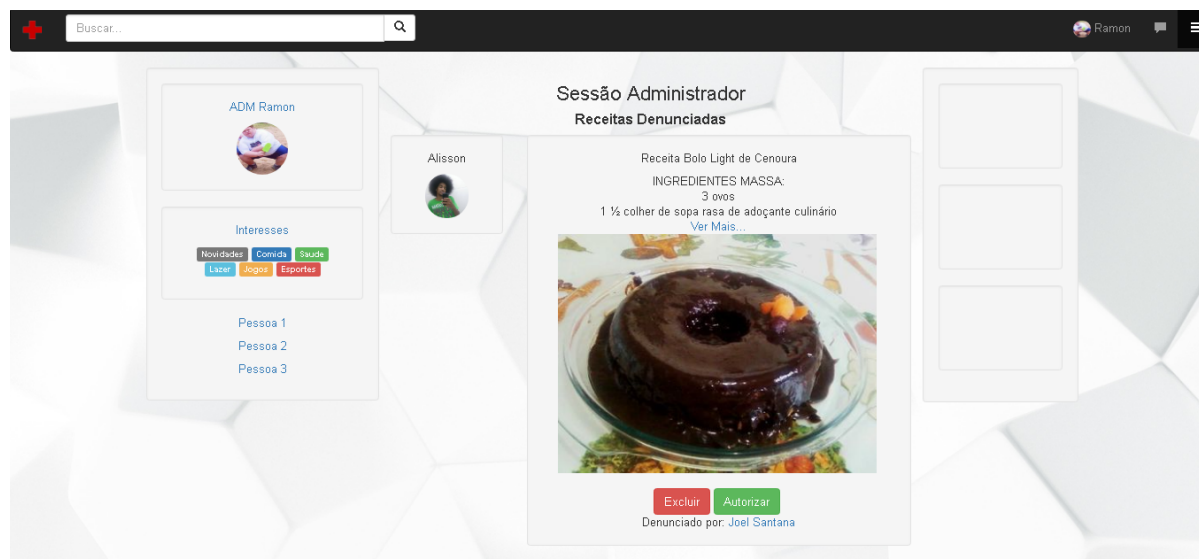 Buscar...
Ramon
ADM Ramon
Interesses
Novidades Comida Saude
Lazer Jogos Esportes
Pessoa 1
Pessoa 2
Pessoa 3
Sessão Administrador
Receitas Denunciadas
Alisson
Receita Bolo Light de Cenoura
INGREDIENTES MASSA:
3 ovos
1 ½ colher de sopa rasa de adoçante culinário
Ver Mais...
Excluir Autorizar
Denunciado por: Joel Santana